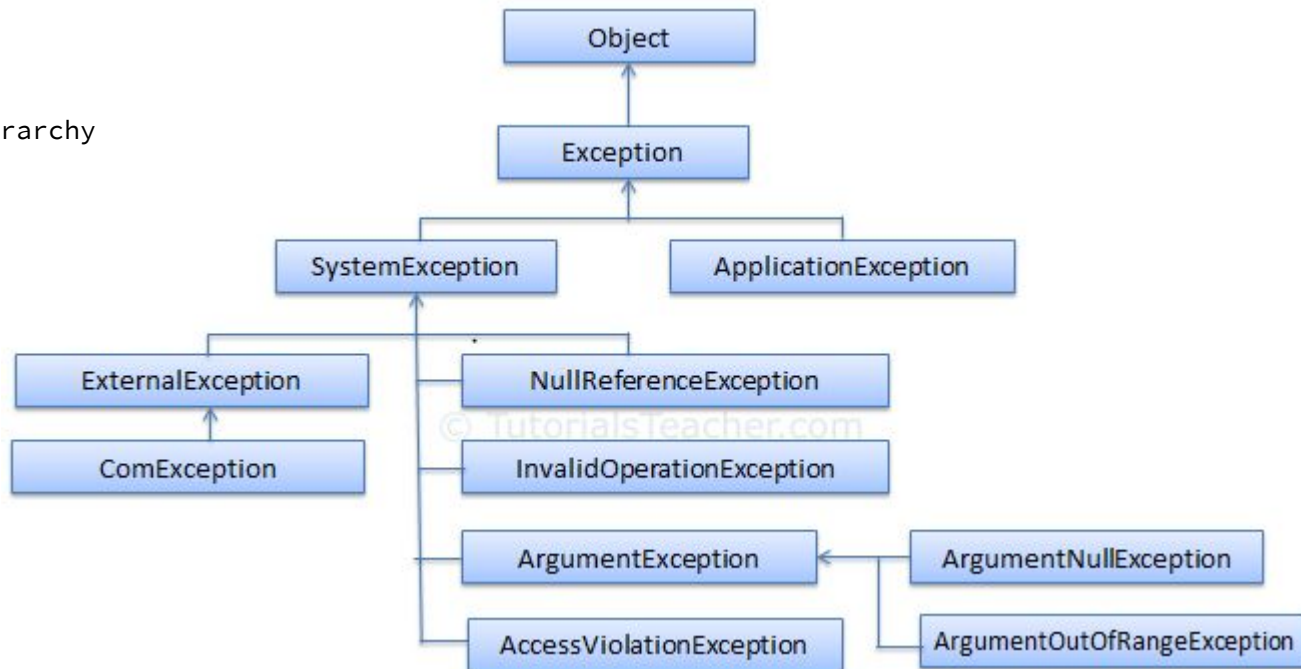 Object
rarchy
Exception
SystemException
ApplicationException
ExternalException
NullReferenceException
© TutorialsTeacher.com
ComException
InvalidOperationException
ArgumentException
ArgumentNullException
AccessViolationException
ArgumentOutOfRangeException